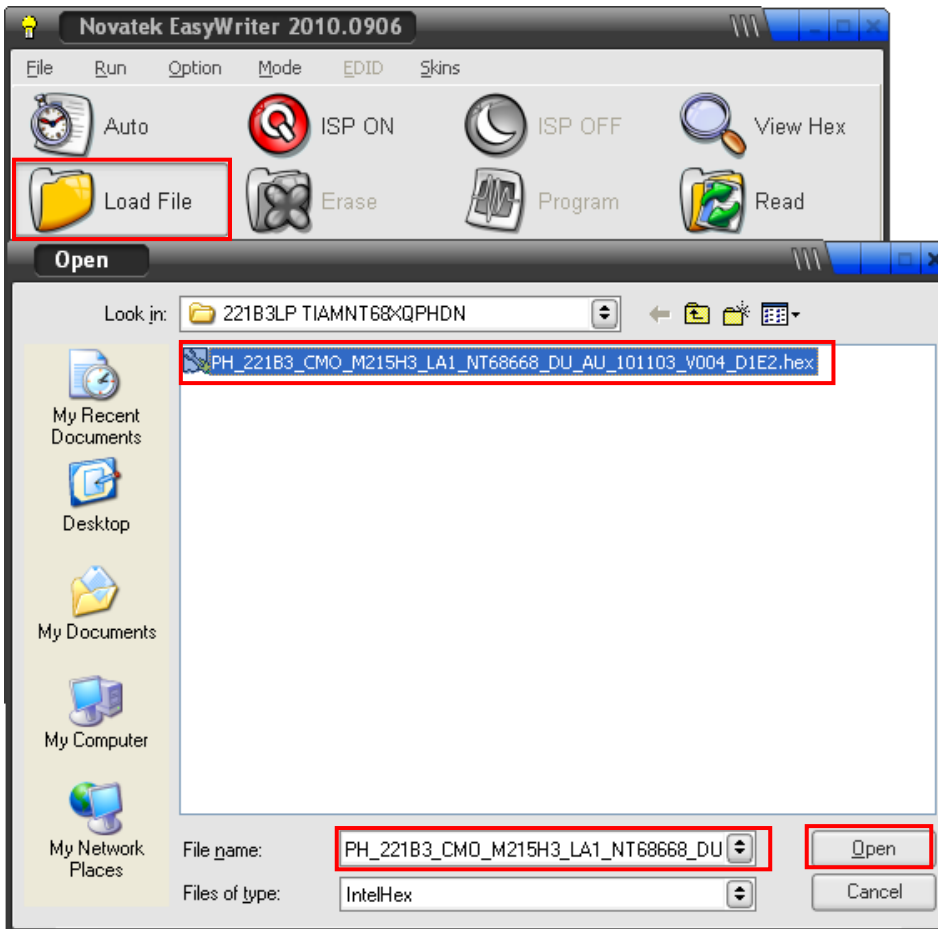 Novatek EasyWriter 2010.0906
File Run Option Mode EDID Skins
Auto ISP ON ISP OFF View Hex
Load File Erase Program Read
Open
Look in: 221B3LP TIAMNT68XQPHDN
PH_221B3_CMO_M215H3_LA1_NT68668_DU_AU_101103_V004_D1E2.hex
My Recent
Documents
Desktop
My Documents
My Computer
My Network
Places
File name: PH_221B3_CMO_M215H3_LA1_NT68668_DU Open
Files of type: IntelHex Cancel